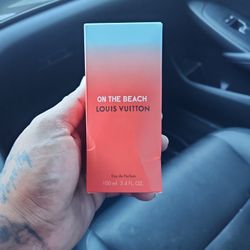 ON THE BEACH
LOUIS VUITTON
Eau de Parfum
100 ml 3.4 FL. OZ.